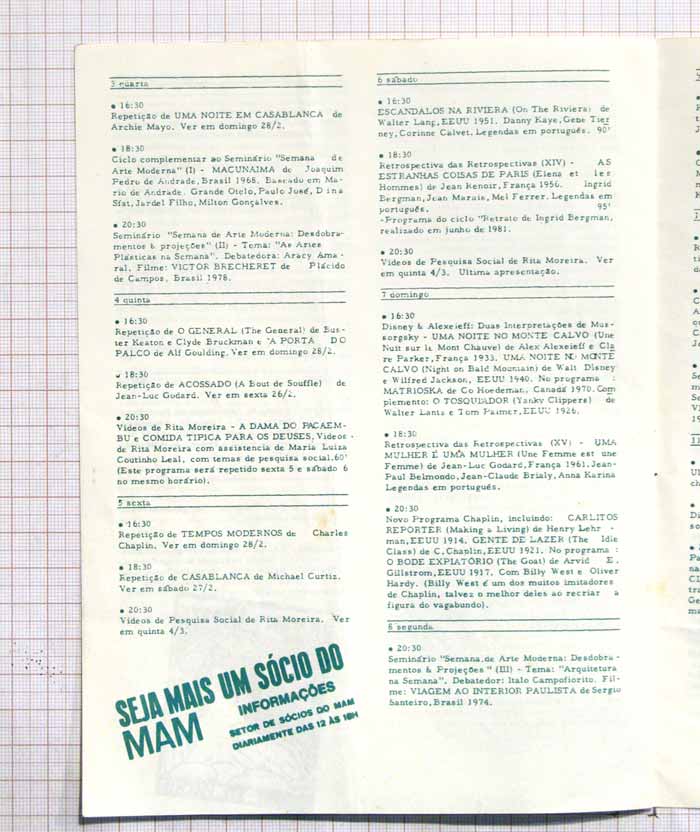 3 quarta
• 16:30
Repetição de UMA NOITE EM CASABLANCA de
Archie Mayo. Ver em domingo 28/2.
• 18:30
Ciclo complementar ao Seminário "Semana de
Arte Moderna" (I) - MACUNAIMA de Joaquim
Pedro de Andrade, Brasil 1968. Baseado em Ma-
rio de Andrade. Grande Otelo, Paulo José, Dina
Sfat, Jardel Filho, Milton Gonçalves.
• 20:30
Seminário "Semana de Arte Moderna: Desdobra-
mentos & projeções" (II) - Tema: "As Artes
Plásticas na Semana". Debatedora: Aracy Ama-
ral. Filme: VICTOR BRECHERET de Plácido
de Campos. Brasil 1978.
4 quinta
• 16:30
Repetição de O GENERAL (The General) de Bus-
ter Keaton e Clyde Bruckman e "A PORTA DO
PALCO de Alf Goulding. Ver em domingo 28/2.
18:30
Repetição de ACOSSADO (A Bout de Souffle) de
Jean-Luc Godard. Ver em sexta 26/2.
• 20:30
Vídeos de Rita Moreira - A DAMA DO PACAEM-
BU e COMIDA TIPICA PARA OS DEUSES, Vídeos
de Rita Moreira com assistencia de Maria Luiza
Coutinho Leal, com temas de pesquisa social.60'
(Este programa será repetido sexta 5 e sábado 6
no mesmo horário).
5 sexta
• 16:30
Repetição de TEMPOS MODERNOS de Charles
Chaplin. Ver em domingo 28/2.
• 18:30
Repetição de CASABLANCA de Michael Curtiz.
Ver em sábado 27/2.
• 20:30
Vídeos de Pesquisa Social de Rita Moreira. Ver
em quinta 4/3.
SEJA MAIS UM SÓCIO DO
MAM
INFORMAÇÕES
SETOR DE SÓCIOS DO MAM
DIARIAMENTE DAS 12 ÀS 18H
6 sábado
• 16:30
ESCANDALOS NA RIVIERA (On The Riviera) de
Walter Lang, EEUU 1951. Danny Kaye, Gene Tier
ney, Corinne Calvet. Legendas em português. 90'
• 18:30
Retrospectiva das Retrospectivas (XIV) - AS
ESTRANHAS COISAS DE PARIS (Elena et les
Hommes) de Jean Renoir, França 1956. Ingrid
Bergman, Jean Marais, Mel Ferrer. Legendas em
português. 95'
-Programa do ciclo "Retrato de Ingrid Bergman,
realizado em junho de 1981.
• 20:30
Vídeos de Pesquisa Social de Rita Moreira. Ver
em quinta 4/3. Ultima apresentação.
7 domingo
• 16:30
Disney & Alexeieff: Duas Interpretações de Mus-
sorgsky - UMA NOITE NO MONTE CALVO (Une
Nuit sur le Mont Chauve) de Alex Alexeieff e Cla
re Parker, França 1933. UMA NOITE NO MONTE
CALVO (Night on Bald Mountain) de Walt Disney
e Wilfred Jackson, EEUU 1940. No programa :
MATRIOSKA de Co Hoedeman. Canadá 1970. Com
plemento: O TOSQUIADOR (Yanky Clippers) de
Walter Lantz e Tom Palmer, EEUU 1926.
• 18:30
Retrospectiva das Retrospectivas (XV) - UMA
MULHER É UMA MULHER (Une Femme est une
Femme) de Jean-Luc Godard, França 1961. Jean-
Paul Belmondo, Jean-Claude Brialy, Anna Karina
Legendas em português.
• 20:30
Novo Programa Chaplin, incluindo: CARLITOS
REPORTER (Making a Living) de Henry Lehr -
man, EEUU 1914. GENTE DE LAZER (The Idle
Class) de C. Chaplin, EEUU 1921. No programa :
O BODE EXPIATÓRIO (The Goat) de Arvid E.
Gillstrom, EEUU 1917. Com Billy West e Oliver
Hardy. (Billy West é um dos muitos imitadores
de Chaplin, talvez o melhor deles ao recriar a
figura do vagabundo).
8 segunda
• 20:30
Seminário "Semana de Arte Moderna: Desdobra -
mentos & Projeções" (III) - Tema: "Arquitetura
na Semana". Debatedor: Italo Campofiorito. Fil-
me: VIAGEM AO INTERIOR PAULISTA de Sergio
Santeiro, Brasil 1974.